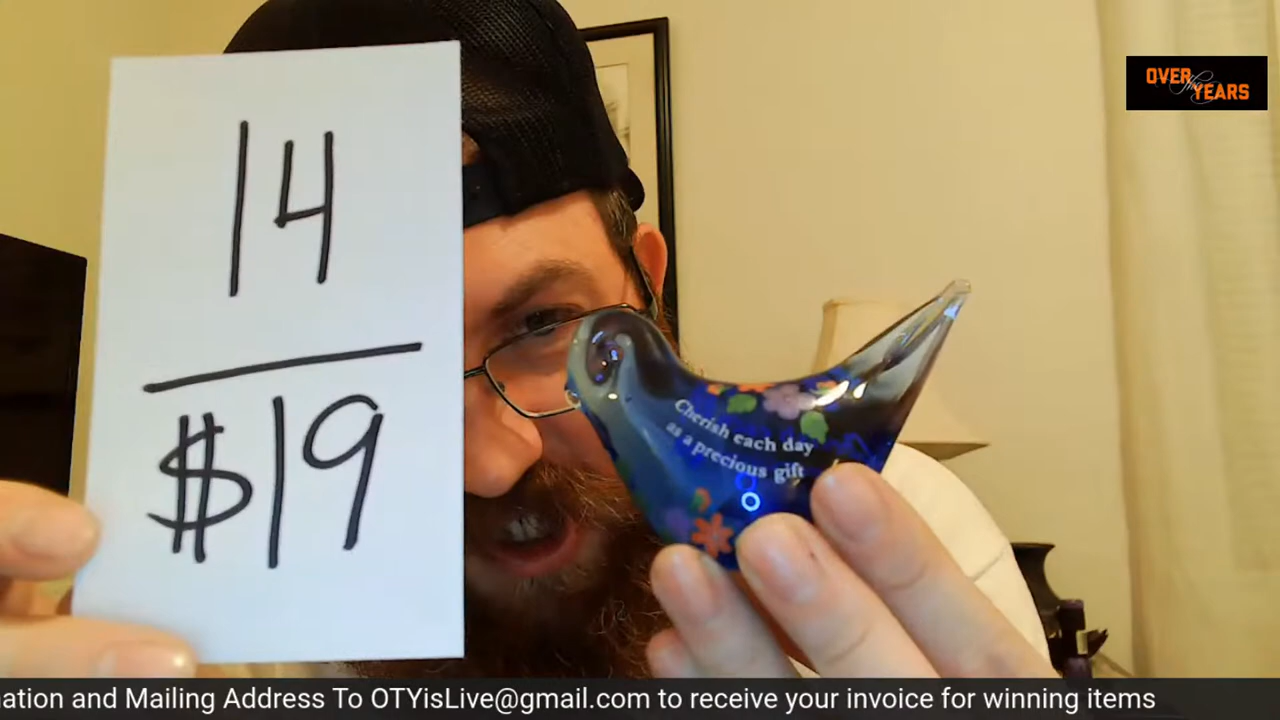 14
$19
Cherish each day
as a precious gift
OVER the YEARS
ation and Mailing Address To OTYisLive@gmail.com to receive your invoice for winning items